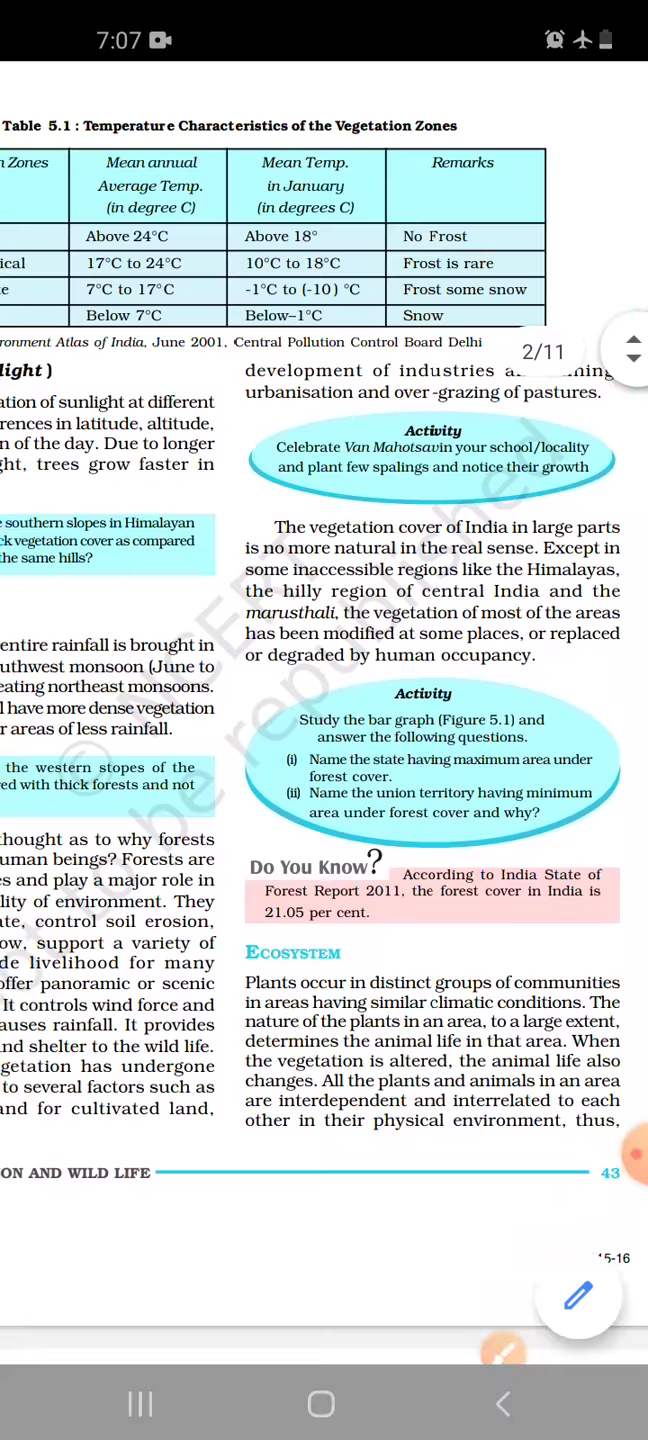 7:07
Table 5.1 : Temperature Characteristics of the Vegetation Zones
n Zones
Mean annual
Average Temp.
(in degree C)
Mean Temp.
in January
(in degrees C)
Remarks
Above 24°C Above 18° No Frost
ical 17°C to 24°C 10°C to 18°C Frost is rare
e 7°C to 17°C -1°C to (-10) °C Frost some snow
Below 7°C Below–1°C Snow
ronment Atlas of India, June 2001, Central Pollution Control Board Delhi
2/11
light )
ation of sunlight at different
rences in latitude, altitude,
n of the day. Due to longer
ght, trees grow faster in
e southern slopes in Himalayan
ck vegetation cover as compared
the same hills?
entire rainfall is brought in
uthwest monsoon (June to
eating northeast monsoons.
l have more dense vegetation
r areas of less rainfall.
the western stopes of the
red with thick forests and not
thought as to why forests
uman beings? Forests are
es and play a major role in
lity of environment. They
ate, control soil erosion,
ow, support a variety of
de livelihood for many
offer panoramic or scenic
It controls wind force and
auses rainfall. It provides
nd shelter to the wild life.
getation has undergone
to several factors such as
and for cultivated land,
development of industries a ning
urbanisation and over-grazing of pastures.
Activity
Celebrate Van Mahotsavin your school/locality
and plant few spalings and notice their growth
The vegetation cover of India in large parts
is no more natural in the real sense. Except in
some inaccessible regions like the Himalayas,
the hilly region of central India and the
marusthali, the vegetation of most of the areas
has been modified at some places, or replaced
or degraded by human occupancy.
Activity
Study the bar graph (Figure 5.1) and
answer the following questions.
(i) Name the state having maximum area under
forest cover.
(ii) Name the union territory having minimum
area under forest cover and why?
Do You Know?
According to India State of
Forest Report 2011, the forest cover in India is
21.05 per cent.
ECOSYSTEM
Plants occur in distinct groups of communities
in areas having similar climatic conditions. The
nature of the plants in an area, to a large extent,
determines the animal life in that area. When
the vegetation is altered, the animal life also
changes. All the plants and animals in an area
are interdependent and interrelated to each
other in their physical environment, thus,
ION AND WILD LIFE
43
15-16
© NCERT
not to be republished